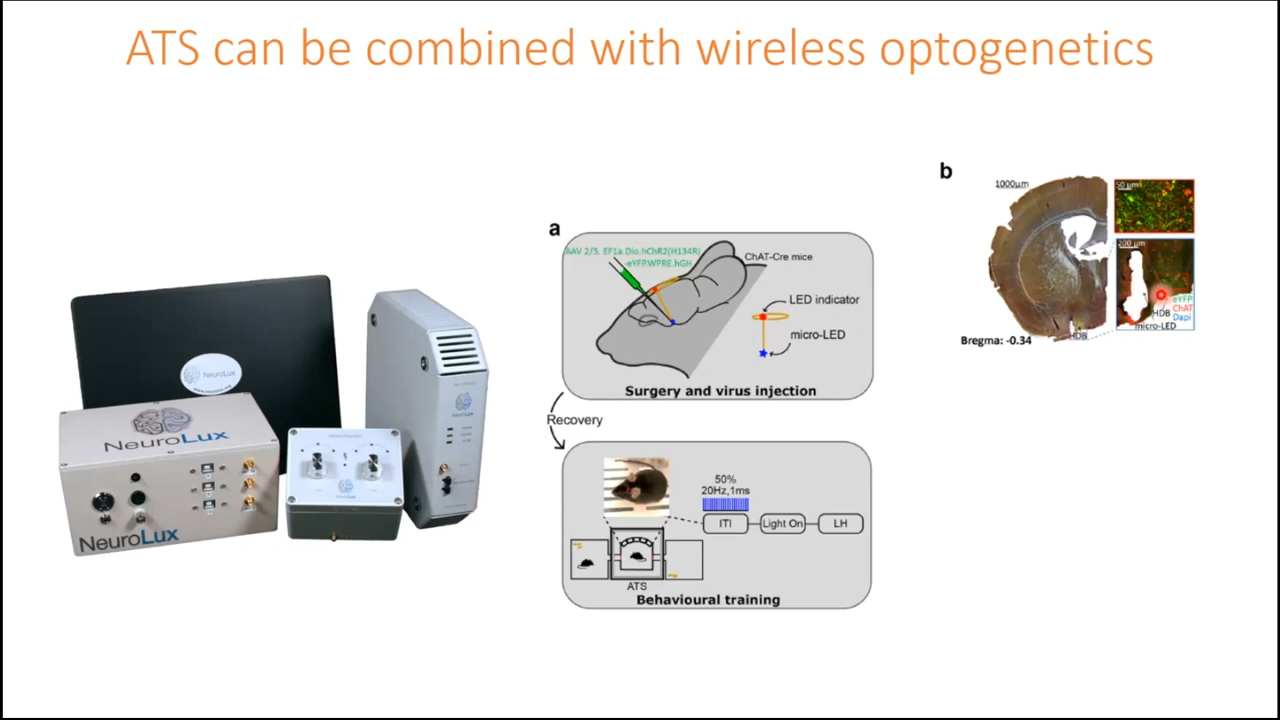 ATS can be combined with wireless optogenetics
NeuroLux
www.neurolux.org
NeuroLux
NeuroLux
a
AAV 2/5. EF1a.Dio.hChR2(H134R)
-eYFP.WPRE.hGH
ChAT-Cre mice
LED indicator
micro-LED
Surgery and virus injection
Recovery
50%
20Hz,1ms
ITI
Light On
LH
ATS
Behavioural training
b
1000μm
50 μm
200 μm
eYFP
ChAT
Dapi
HDB
micro-LED
HDB
Bregma: -0.34